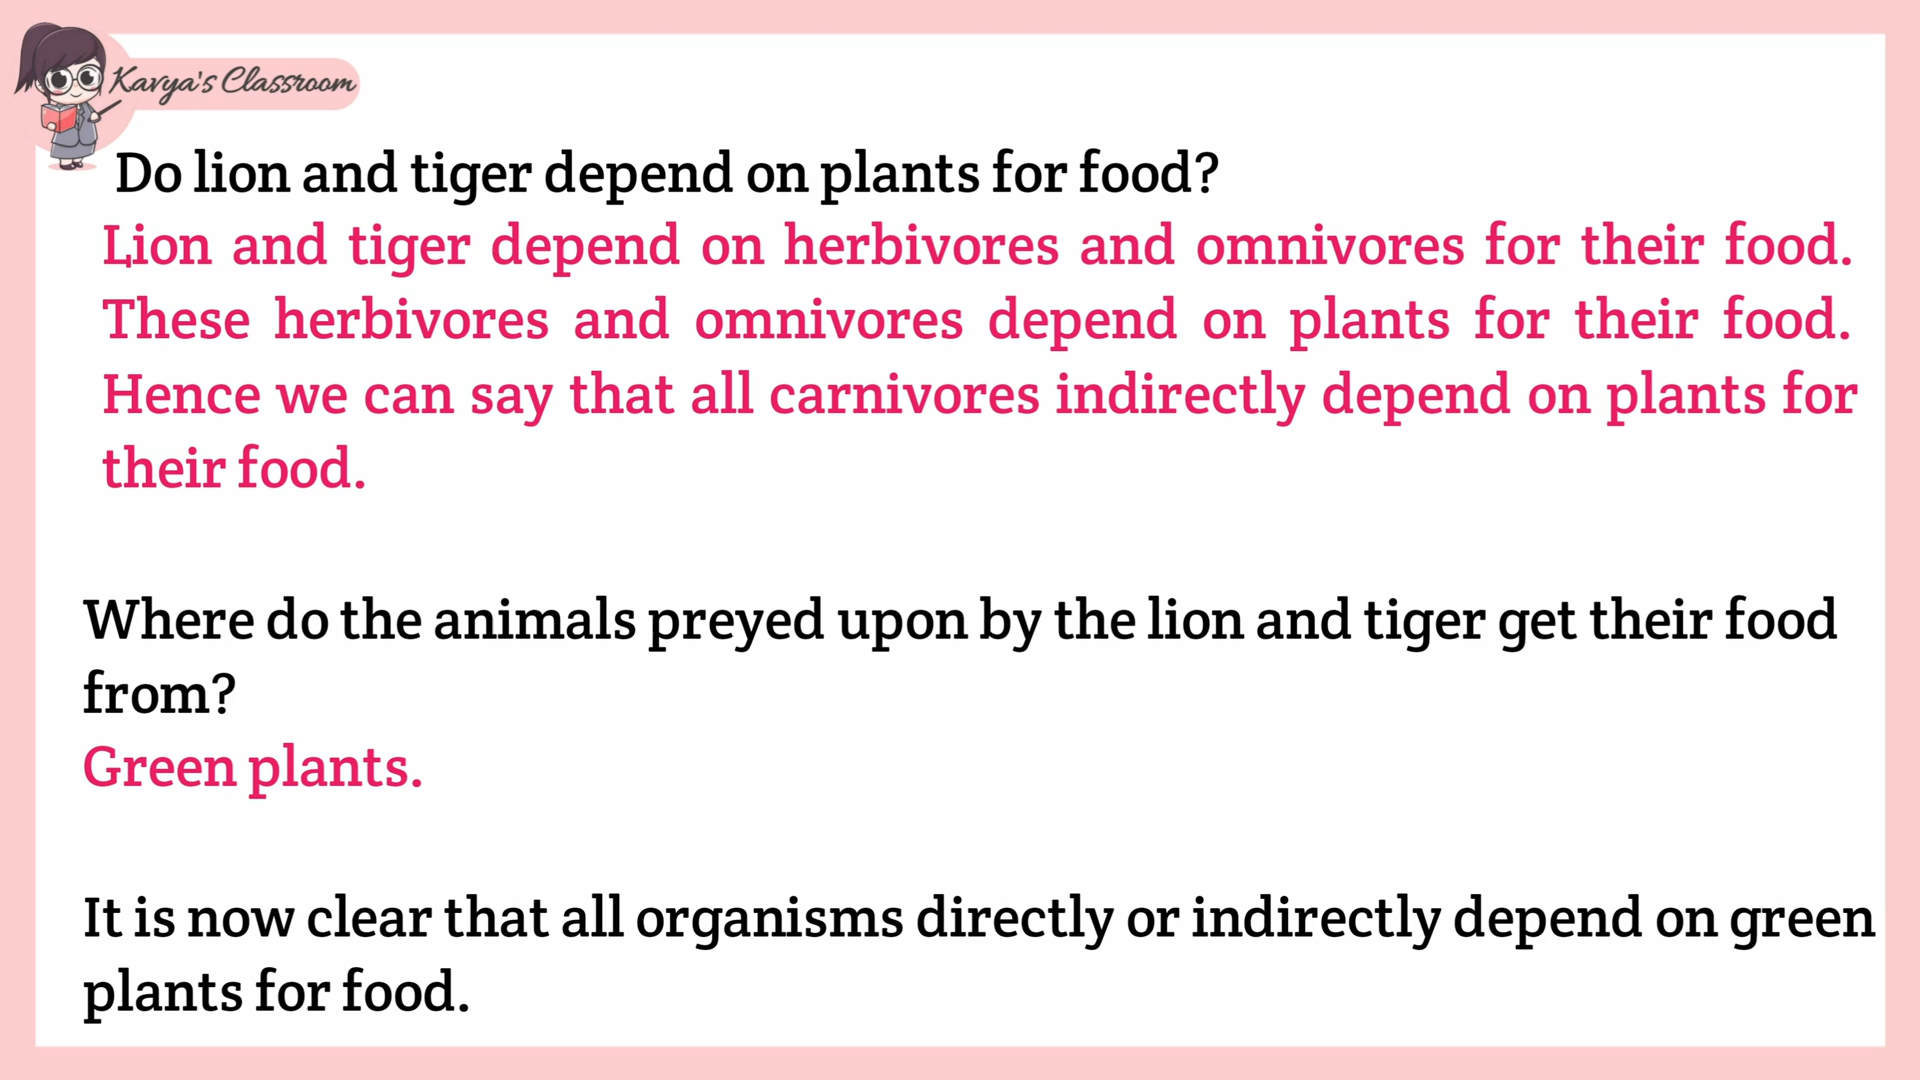 Karya's Classroom
Do lion and tiger depend on plants for food?
Lion and tiger depend on herbivores and omnivores for their food.
These herbivores and omnivores depend on plants for their food.
Hence we can say that all carnivores indirectly depend on plants for
their food.
Where do the animals preyed upon by the lion and tiger get their food
from?
Green plants.
It is now clear that all organisms directly or indirectly depend on green
plants for food.